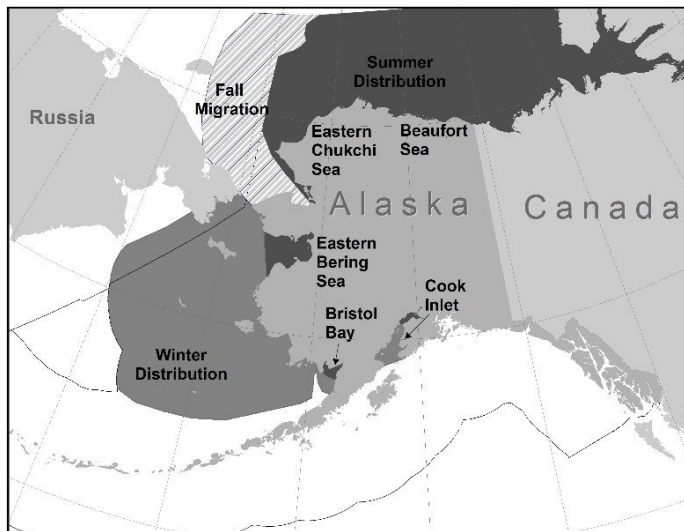 Summer
Distribution
Fall
Migration
Russia
Eastern
Chukchi
Sea
Beaufort
Sea
Alaska
Canada
Eastern
Bering
Sea
Cook
Inlet
Bristol
Bay
Winter
Distribution